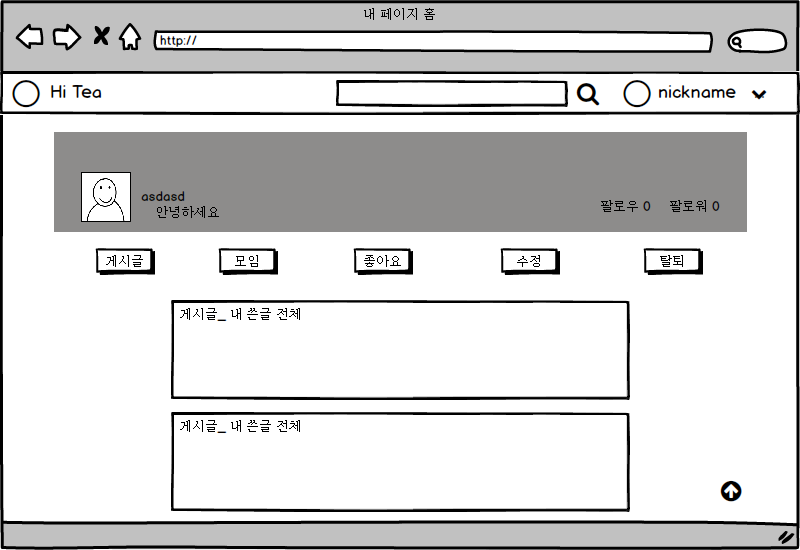 내 페이지 홈
http://
Hi Tea
nickname
asdasd
안녕하세요
팔로우 0 팔로워 0
게시글 모임 좋아요 수정 탈퇴
게시글_ 내 쓴글 전체
게시글_ 내 쓴글 전체